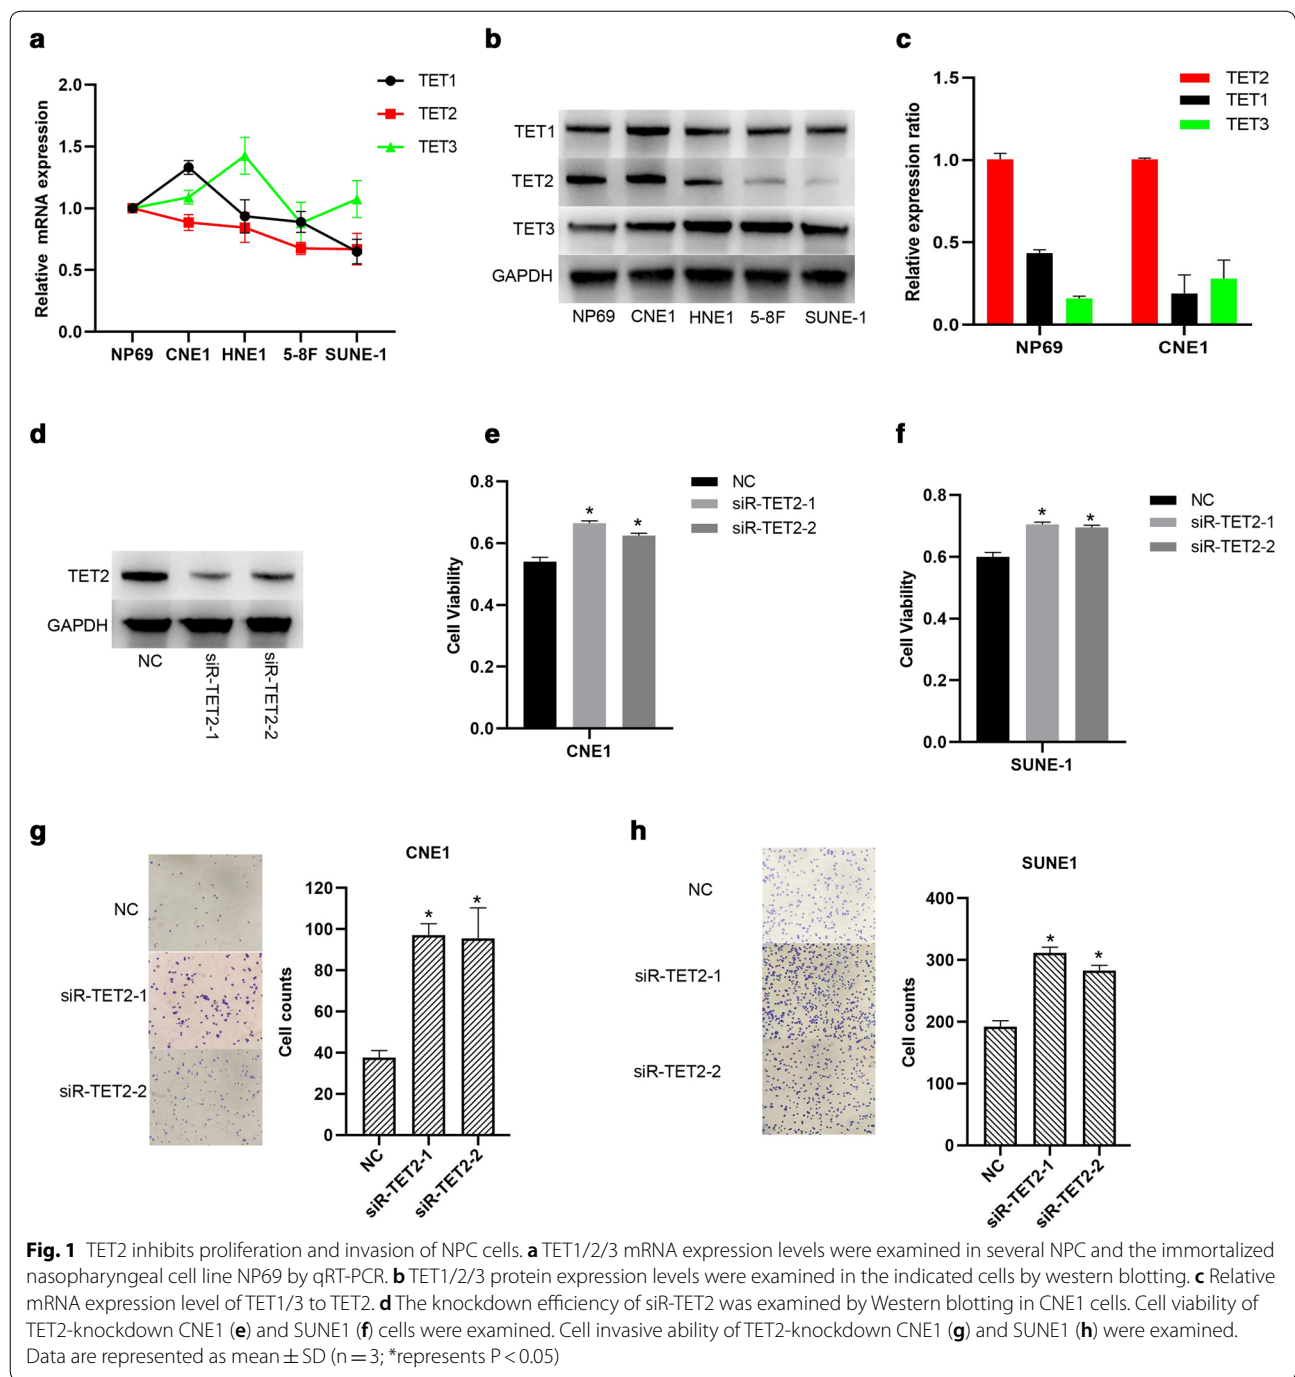 a
2.0
1.5
1.0
0.5
0.0
Relative mRNA expression
TET1
TET2
TET3
NP69 CNE1 HNE1 5-8F SUNE-1
b
TET1
TET2
TET3
GAPDH
NP69 CNE1 HNE1 5-8F SUNE-1
c
1.5
1.0
0.5
0.0
Relative expression ratio
TET2
TET1
TET3
NP69 CNE1
d
TET2
GAPDH
NC siR-TET2-1 siR-TET2-2
e
0.8
0.6
0.4
0.2
0.0
Cell Viability
* *
NC
siR-TET2-1
siR-TET2-2
CNE1
f
0.8
0.6
0.4
0.2
0.0
Cell Viability
* *
NC
siR-TET2-1
siR-TET2-2
SUNE-1
g
NC
siR-TET2-1
siR-TET2-2
CNE1
120
100
80
60
40
20
0
Cell counts
* *
NC siR-TET2-1 siR-TET2-2
h
NC
siR-TET2-1
siR-TET2-2
SUNE1
400
300
200
100
0
Cell counts
* *
NC siR-TET2-1 siR-TET2-2
Fig. 1 TET2 inhibits proliferation and invasion of NPC cells. a TET1/2/3 mRNA expression levels were examined in several NPC and the immortalized
nasopharyngeal cell line NP69 by qRT-PCR. b TET1/2/3 protein expression levels were examined in the indicated cells by western blotting. c Relative
mRNA expression level of TET1/3 to TET2. d The knockdown efficiency of siR-TET2 was examined by Western blotting in CNE1 cells. Cell viability of
TET2-knockdown CNE1 (e) and SUNE1 (f) cells were examined. Cell invasive ability of TET2-knockdown CNE1 (g) and SUNE1 (h) were examined.
Data are represented as mean ± SD (n = 3; *represents P < 0.05)